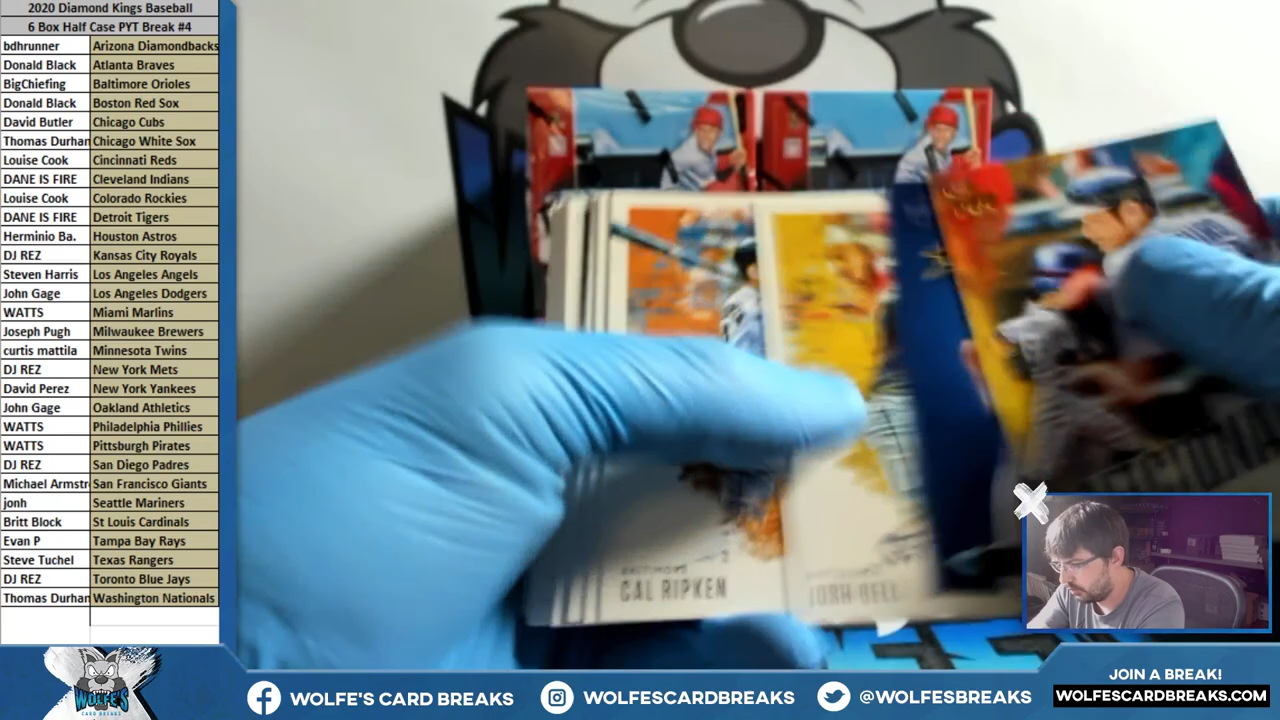 2020 Diamond Kings Baseball
6 Box Half Case PYT Break #4
bdhrunner Arizona Diamondbacks
Donald Black Atlanta Braves
BigChiefing Baltimore Orioles
Donald Black Boston Red Sox
David Butler Chicago Cubs
Thomas Durhan Chicago White Sox
Louise Cook Cincinnati Reds
DANE IS FIRE Cleveland Indians
Louise Cook Colorado Rockies
DANE IS FIRE Detroit Tigers
Herminio Ba. Houston Astros
DJ REZ Kansas City Royals
Steven Harris Los Angeles Angels
John Gage Los Angeles Dodgers
WATTS Miami Marlins
Joseph Pugh Milwaukee Brewers
curtis mattila Minnesota Twins
DJ REZ New York Mets
David Perez New York Yankees
John Gage Oakland Athletics
WATTS Philadelphia Phillies
WATTS Pittsburgh Pirates
DJ REZ San Diego Padres
Michael Armstr San Francisco Giants
jonh Seattle Mariners
Britt Block St Louis Cardinals
Evan P Tampa Bay Rays
Steve Tuchel Texas Rangers
DJ REZ Toronto Blue Jays
Thomas Durhan Washington Nationals
BALTIMORE
CAL RIPKEN
JOSH BELL
WOLFE'S
CARD BREAKS
WOLFE'S CARD BREAKS
WOLFESCARDBREAKS
@WOLFESBREAKS
JOIN A BREAK!
WOLFESCARDBREAKS.COM